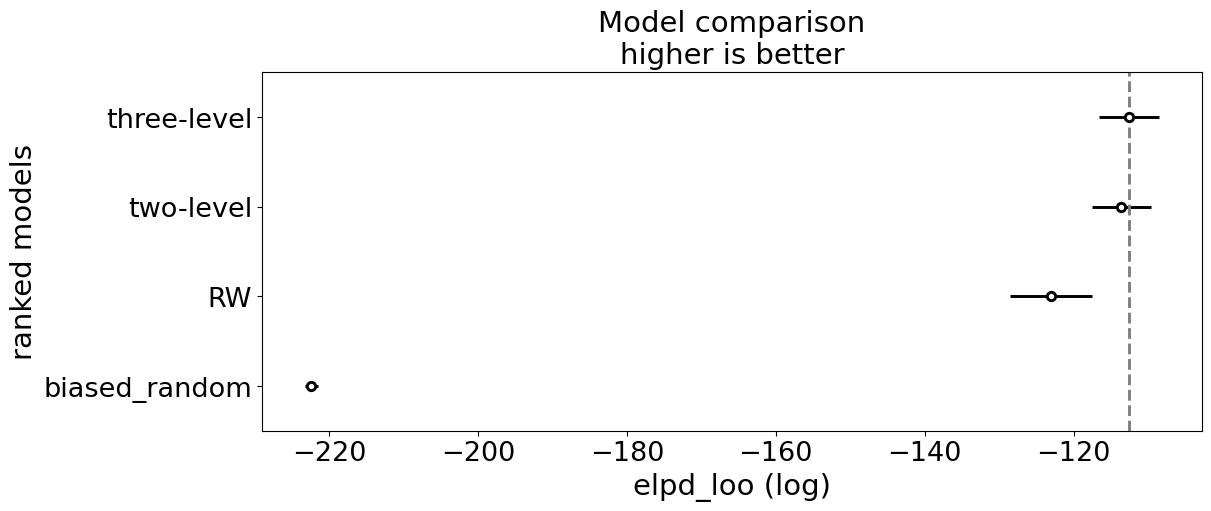 Model comparison
higher is better
ranked models
three-level
two-level
RW
biased_random
−220 −200 −180 −160 −140 −120
elpd_loo (log)